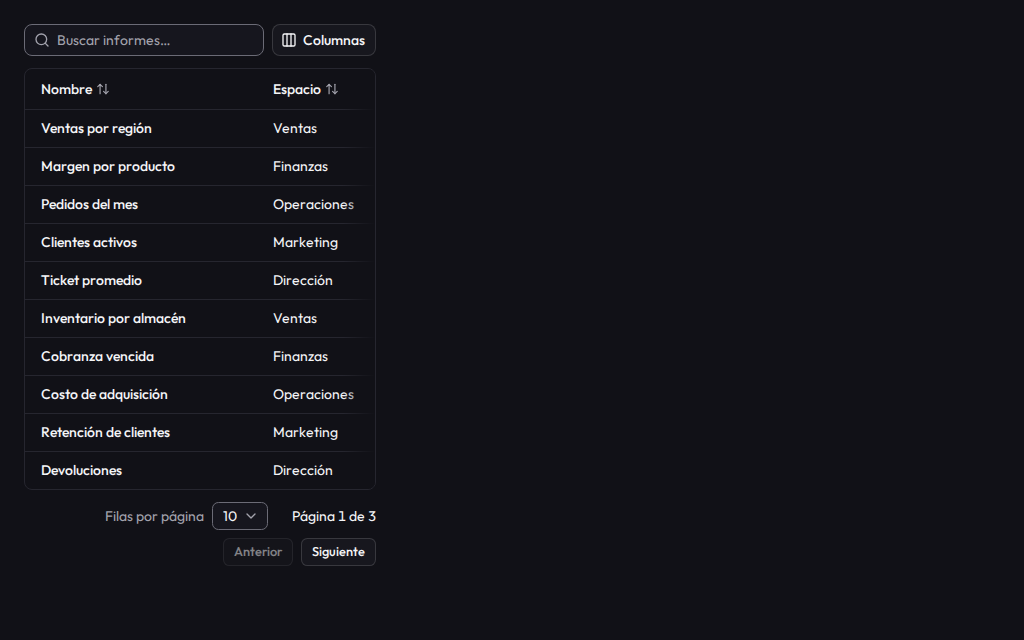 Buscar informes... Columnas
Nombre Espacio
Ventas por región Ventas
Margen por producto Finanzas
Pedidos del mes Operaciones
Clientes activos Marketing
Ticket promedio Dirección
Inventario por almacén Ventas
Cobranza vencida Finanzas
Costo de adquisición Operaciones
Retención de clientes Marketing
Devoluciones Dirección
Filas por página 10 Página 1 de 3
Anterior Siguiente